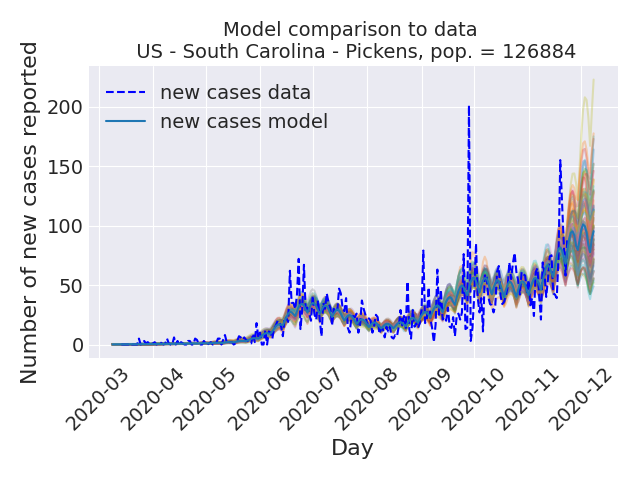 Model comparison to data
US - South Carolina - Pickens, pop. = 126884
Number of new cases reported
new cases data
new cases model
200
150
100
50
0
2020-03
2020-04
2020-05
2020-06
2020-07
2020-08
2020-09
2020-10
2020-11
2020-12
Day